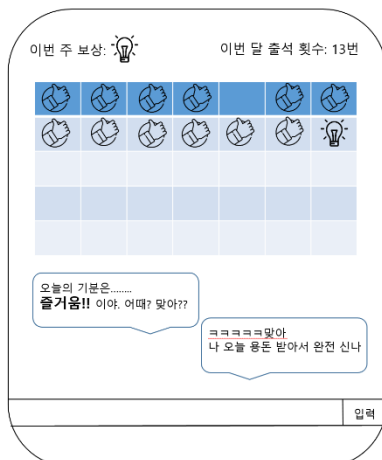 이번 주 보상:
이번 달 출석 횟수: 13번
오늘의 기분은........
즐거움!! 이야. 어때? 맞아??
ㅋㅋㅋㅋㅋ맞아
나 오늘 용돈 받아서 완전 신나
입력